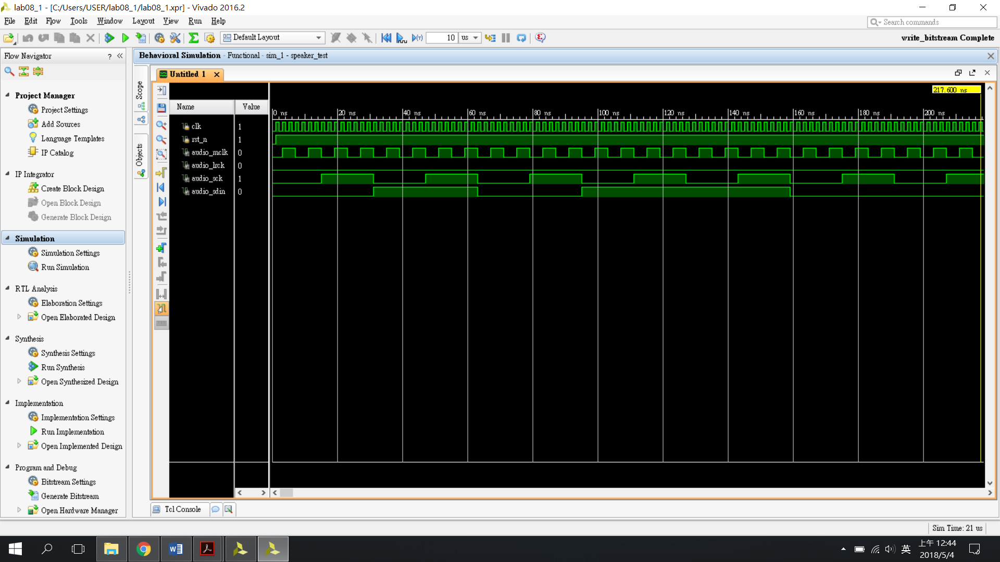 lab08_1 - [C:/Users/USER/lab08_1/lab08_1.xpr] - Vivado 2016.2
File Edit Flow Tools Window Layout View Run Help
Search commands
Default Layout
10 us
write_bitstream Complete
Flow Navigator
Behavioral Simulation - Functional - sim_1 - speaker_test
Untitled 1
Scope
Objects
Project Manager
Project Settings
Add Sources
Language Templates
IP Catalog
IP Integrator
Create Block Design
Open Block Design
Generate Block Design
Simulation
Simulation Settings
Run Simulation
RTL Analysis
Elaboration Settings
Open Elaborated Design
Synthesis
Synthesis Settings
Run Synthesis
Open Synthesized Design
Implementation
Implementation Settings
Run Implementation
Open Implemented Design
Program and Debug
Bitstream Settings
Generate Bitstream
Open Hardware Manager
217.600 ns
Name Value
0 ns 20 ns 40 ns 60 ns 80 ns 100 ns 120 ns 140 ns 160 ns 180 ns 200 ns
clk 1
rst_n 1
audio_mclk 0
audio_lrck 0
audio_sck 1
audio_sdin 0
Tcl Console
Sim Time: 21 us
英
上午 12:44
2018/5/4